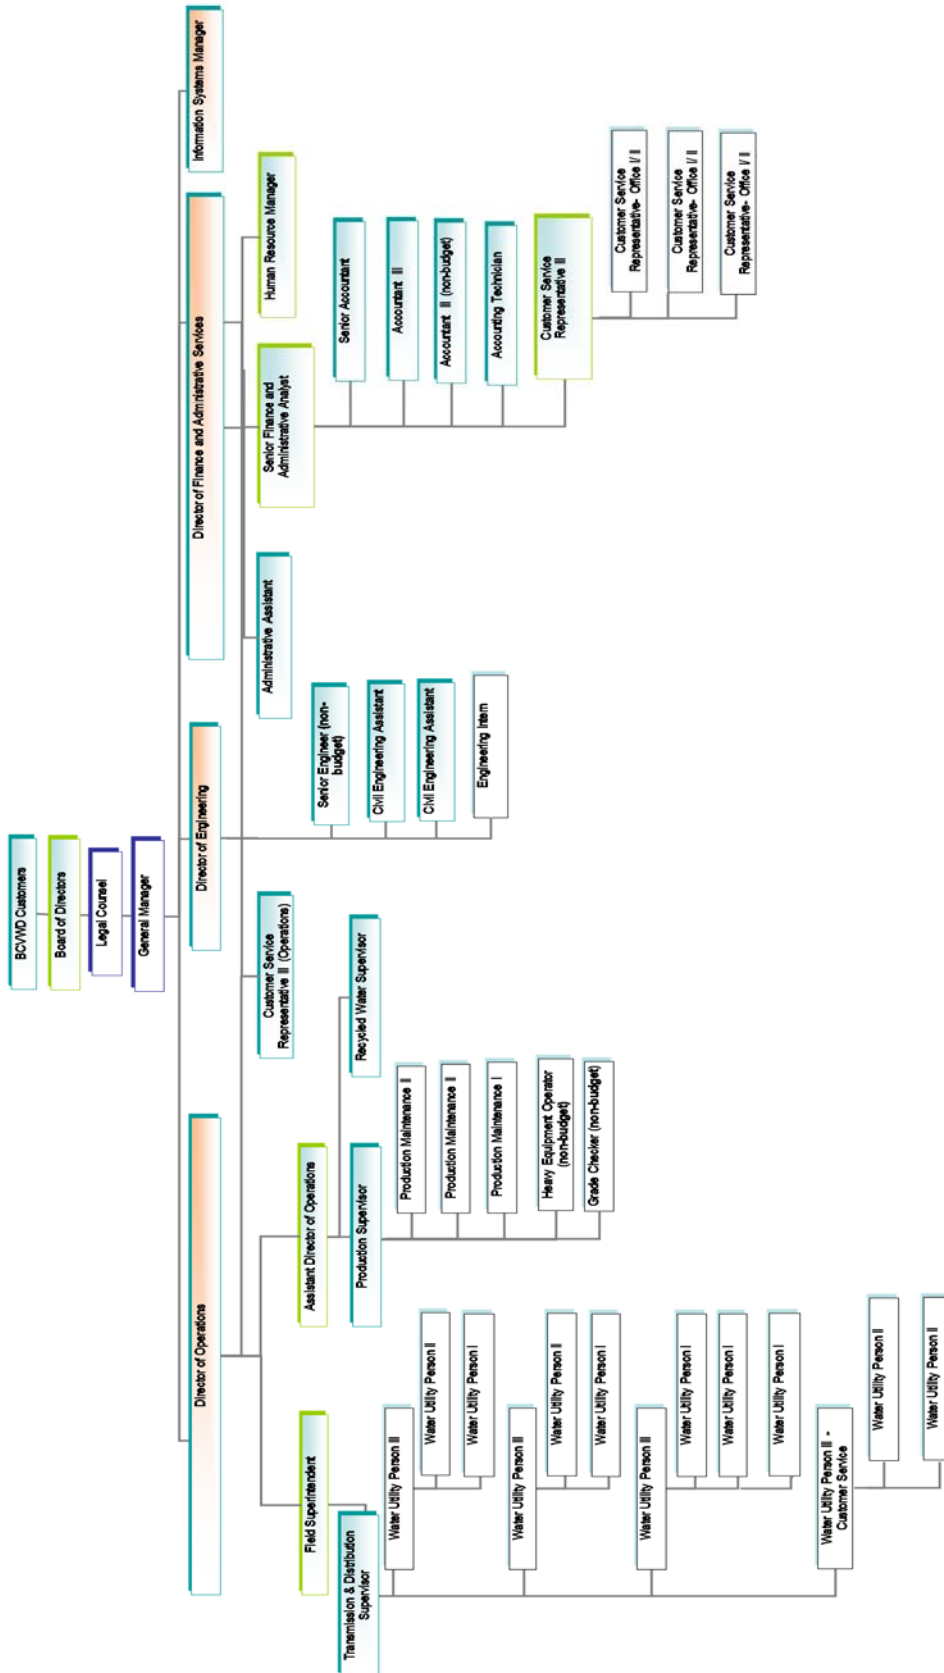 BCVWD Customers
Board of Directors
Legal Counsel
General Manager
Director of Operations
Director of Engineering
Director of Finance and Administrative Services
Information Systems Manager
Customer Service
Representative III (Operations)
Administrative Assistant
Senior Finance and
Administrative Analyst
Human Resource Manager
Field Superintendent
Assistant Director of Operations
Transmission & Distribution
Supervisor
Production Supervisor
Recycled Water Supervisor
Water Utility Person III
Water Utility Person II
Water Utility Person I
Water Utility Person III
Water Utility Person II
Water Utility Person I
Water Utility Person III
Water Utility Person I
Water Utility Person I
Water Utility Person I
Water Utility Person III -
Customer Service
Water Utility Person II
Water Utility Person II
Production Maintenance II
Production Maintenance II
Production Maintenance I
Heavy Equipment Operator
(non-budget)
Grade Checker (non-budget)
Senior Engineer (non-
budget)
Civil Engineering Assistant
Civil Engineering Assistant
Engineering Intern
Senior Accountant
Accountant III
Accountant II (non-budget)
Accounting Technician
Customer Service
Representative III
Customer Service
Representative- Office I/ II
Customer Service
Representative- Office I/ II
Customer Service
Representative- Office I/ II